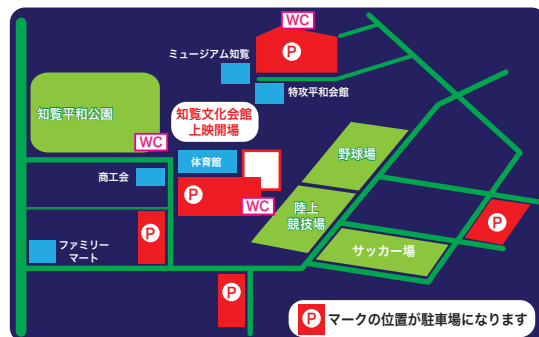 WC
P
ミュージアム知覧
特攻平和会館
知覧平和公園
知覧文化会館
上映開場
WC
体育館
野球場
商工会
P
WC
陸上
競技場
P
P
ファミリー
マート
サッカー場
P
P マークの位置が駐車場になります